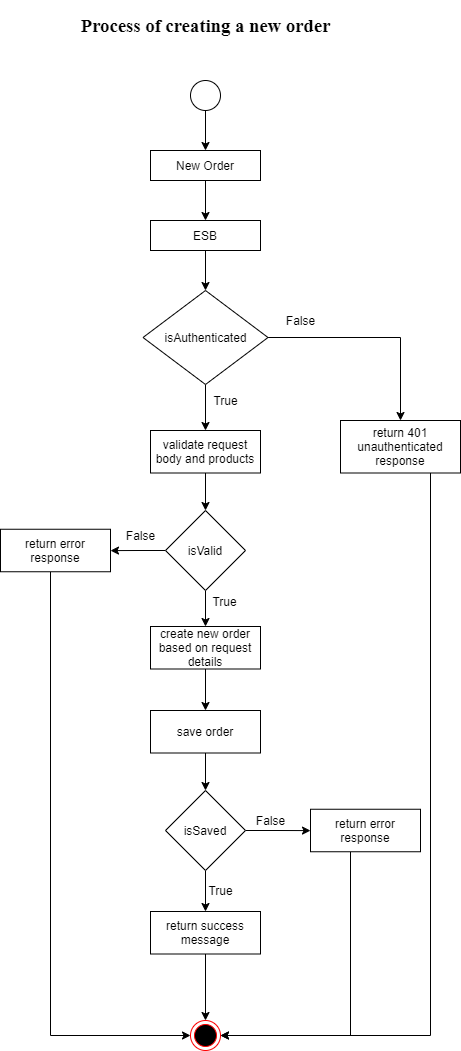 Process of creating a new order
New Order
ESB
isAuthenticated
False
True
return 401
unauthenticated
response
validate request
body and products
isValid
False
return error
response
True
create new order
based on request
details
save order
isSaved
False
return error
response
True
return success
message